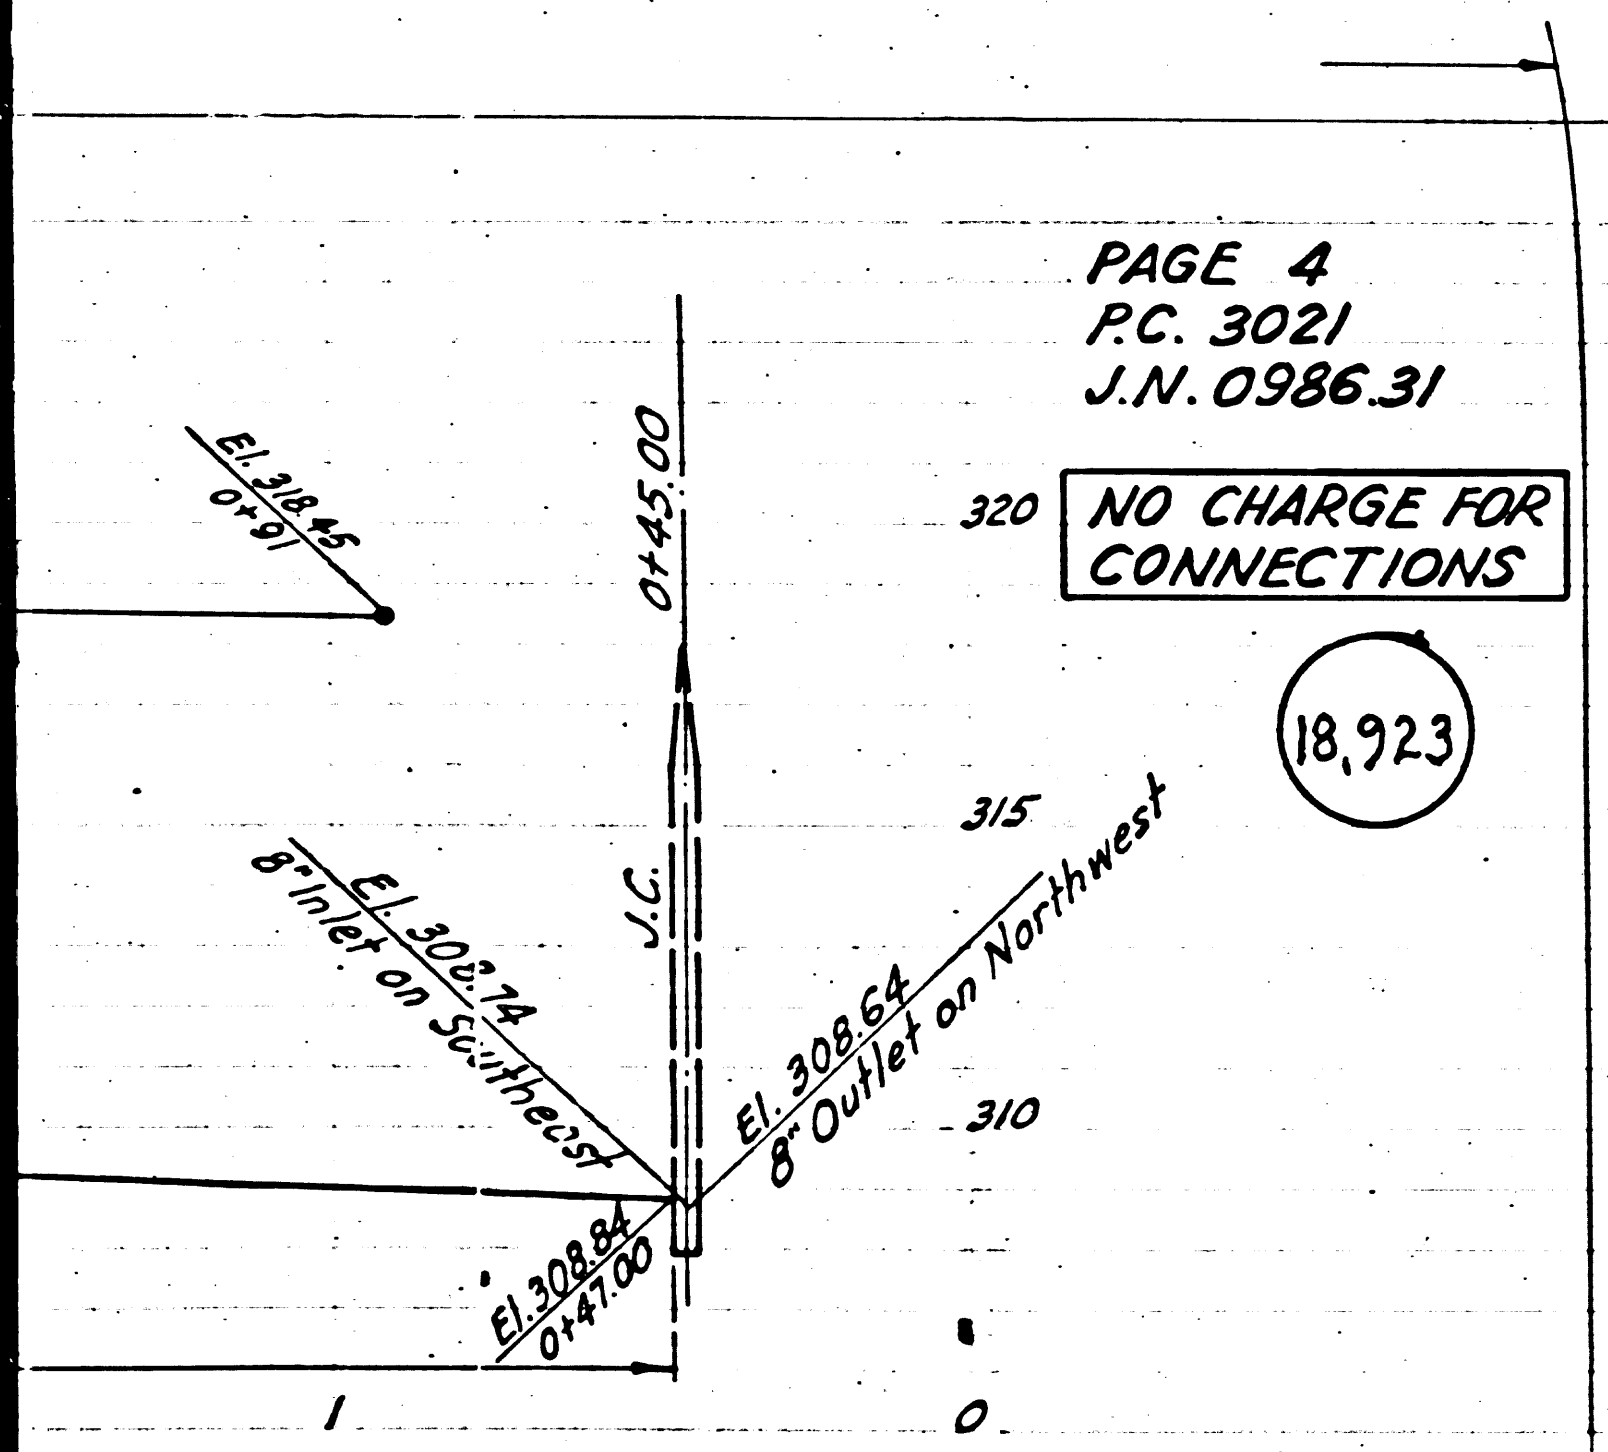 PAGE 4
P.C. 3021
J.N. 0986.31
320
NO CHARGE FOR
CONNECTIONS
18,923
El. 318.45
0+91
0+45.00
315
J.C.
El. 308.74
8" Inlet on Southeast
El. 308.64
8" Outlet on Northwest
310
El. 308.84
0+47.00
1
0